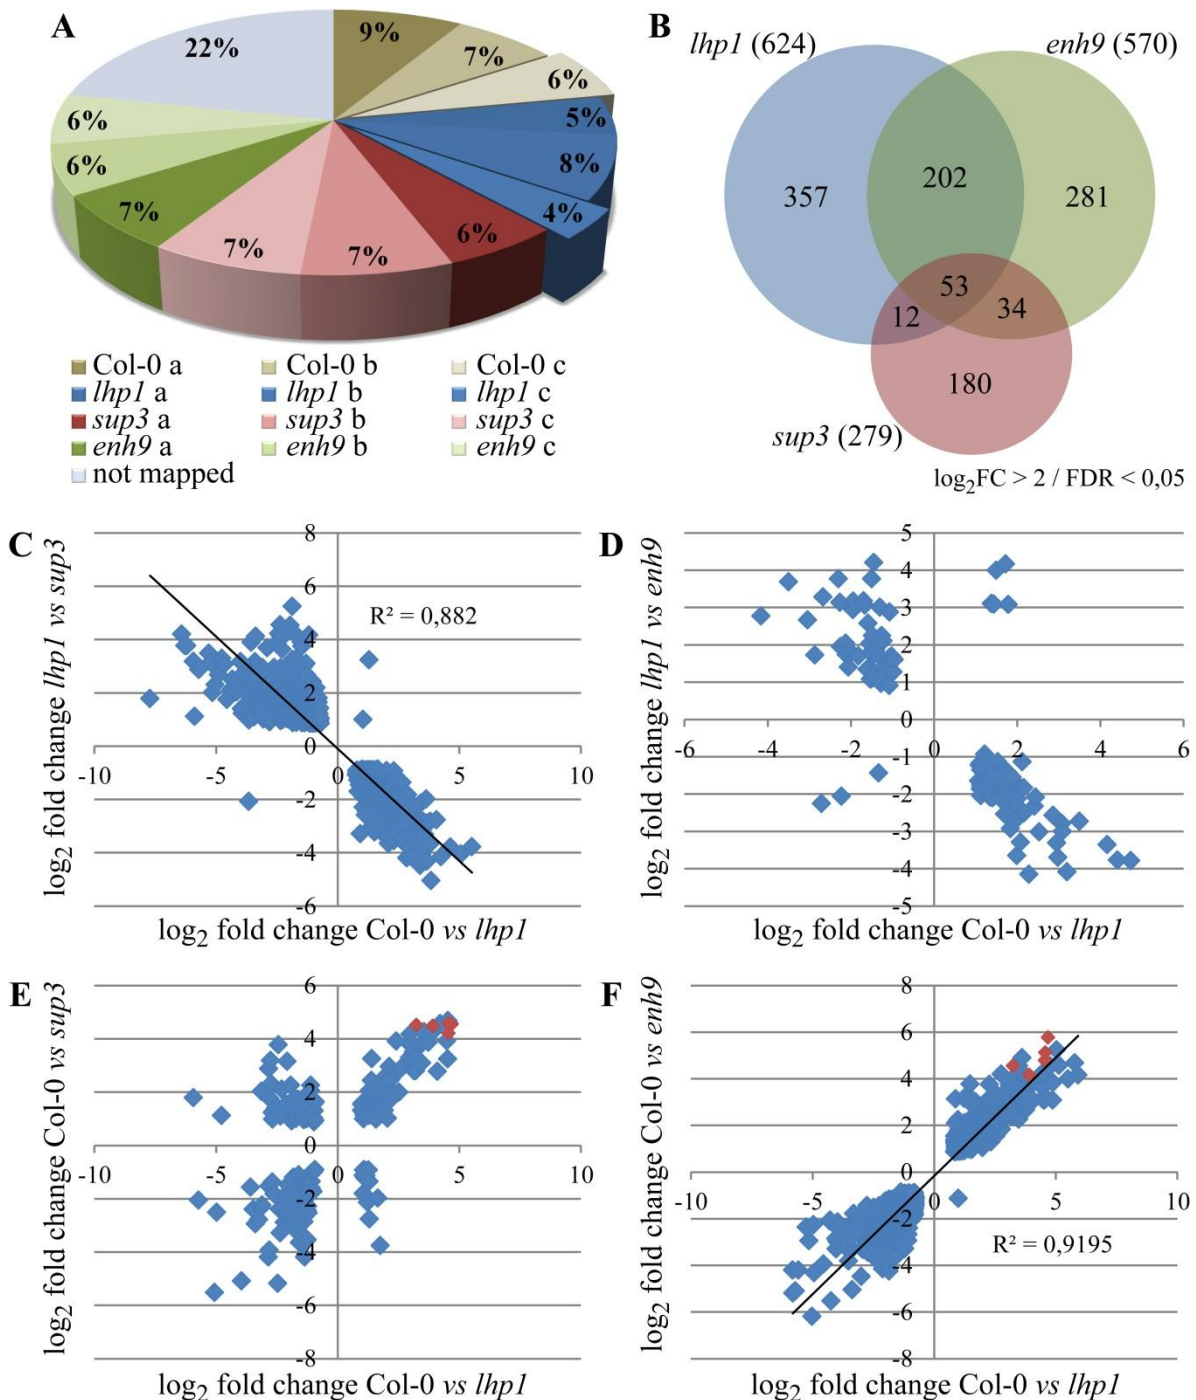 A
9%
7%
6%
5%
8%
4%
6%
7%
7%
7%
6%
6%
22%
Col-0 a Col-0 b Col-0 c
lhp1 a lhp1 b lhp1 c
sup3 a sup3 b sup3 c
enh9 a enh9 b enh9 c
not mapped
B
lhp1 (624) enh9 (570)
357 202 281
53
12 34
180
sup3 (279)
log2FC > 2 / FDR < 0,05
C
log2 fold change lhp1 vs sup3
8
6
4
2
0
-2
-4
-6
-10 -5 0 5 10
R² = 0,882
log2 fold change Col-0 vs lhp1
D
log2 fold change lhp1 vs enh9
5
4
3
2
1
0
-1
-2
-3
-4
-5
-6 -4 -2 0 2 4 6
log2 fold change Col-0 vs lhp1
E
log2 fold change Col-0 vs sup3
6
4
2
0
-2
-4
-6
-8
-10 -5 0 5 10
log2 fold change Col-0 vs lhp1
F
log2 fold change Col-0 vs enh9
8
6
4
2
0
-2
-4
-6
-8
-10 -5 0 5 10
R² = 0,9195
log2 fold change Col-0 vs lhp1